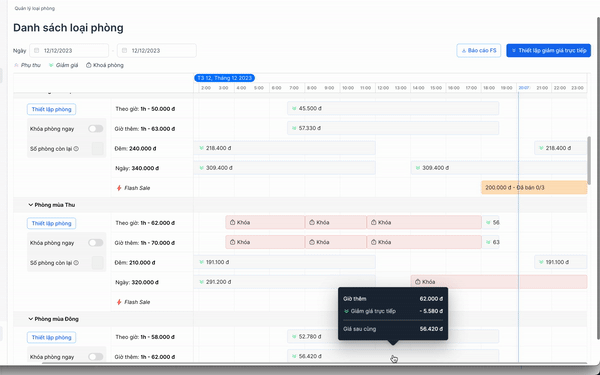 Quản lý loại phòng
Danh sách loại phòng
Ngày 12/12/2023 - 12/12/2023 Báo cáo F5 Thiết lập giảm giá trực tiếp
Phụ thu Giảm giá Khoá phòng
T3 12, Tháng 12 2023
2:00 3:00 4:00 5:00 6:00 7:00 8:00 9:00 10:00 11:00 12:00 13:00 14:00 15:00 16:00 17:00 18:00 19:00 20:07 21:00 22:00 23:00
Thiết lập phòng Theo giờ: 1h - 50.000 đ 45.500 đ
Khóa phòng ngay Giờ thêm: 1h - 63.000 đ 57.330 đ
Số phòng còn lại Đêm: 240.000 đ 218.400 đ 218.400 đ
Ngày: 340.000 đ 309.400 đ 309.400 đ
Flash Sale 200.000 đ - Đã bán 0/3
Phòng mùa Thu
Thiết lập phòng Theo giờ: 1h - 62.000 đ Khóa Khóa Khóa 56
Khóa phòng ngay Giờ thêm: 1h - 70.000 đ Khóa Khóa Khóa 63
Số phòng còn lại Đêm: 210.000 đ 191.100 đ 191.100 đ
Ngày: 320.000 đ 291.200 đ Khóa
Flash Sale
Giờ thêm 62.000 đ
Giảm giá trực tiếp - 5.580 đ
Giá sau cùng 56.420 đ
Phòng mùa Đông
Thiết lập phòng Theo giờ: 1h - 58.000 đ 52.780 đ
Khóa phòng ngay Giờ thêm: 1h - 62.000 đ 56.420 đ